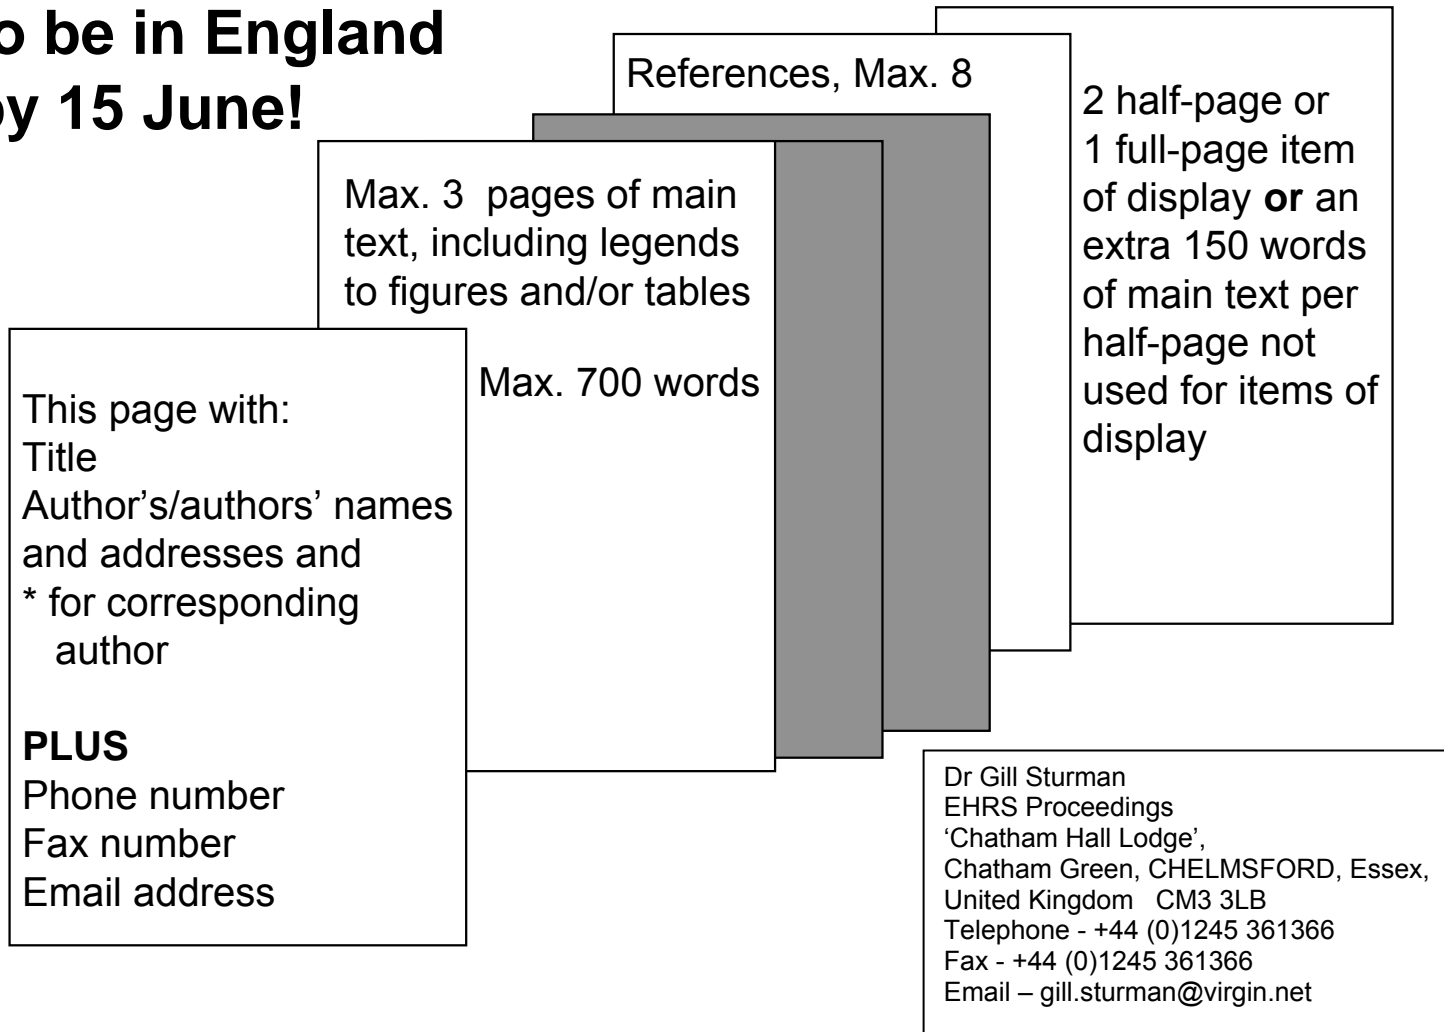 o be in England
by 15 June!
References, Max. 8
2 half-page or
1 full-page item
of display or an
extra 150 words
of main text per
half-page not
used for items of
display
Max. 3 pages of main
text, including legends
to figures and/or tables
Max. 700 words
This page with:
Title
Author’s/authors’ names
and addresses and
* for corresponding
author
PLUS
Phone number
Fax number
Email address
Dr Gill Sturman
EHRS Proceedings
‘Chatham Hall Lodge’,
Chatham Green, CHELMSFORD, Essex,
United Kingdom CM3 3LB
Telephone - +44 (0)1245 361366
Fax - +44 (0)1245 361366
Email – gill.sturman@virgin.net